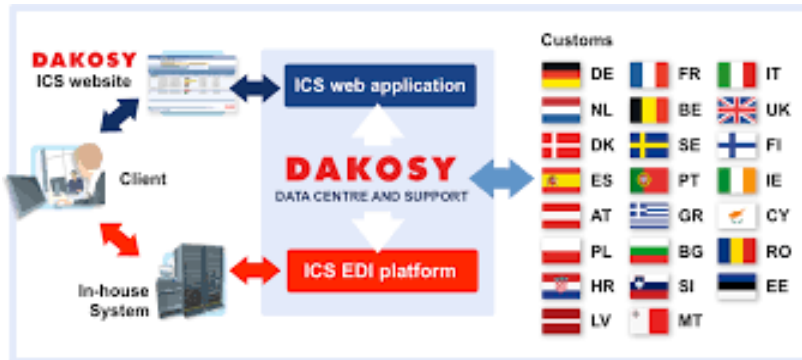 DAKOSY
ICS website
Client
In-house
System
ICS web application
DAKOSY
DATA CENTRE AND SUPPORT
ICS EDI platform
Customs
DE FR IT
NL BE UK
DK SE FI
ES PT IE
AT GR CY
PL BG RO
HR SI EE
LV MT